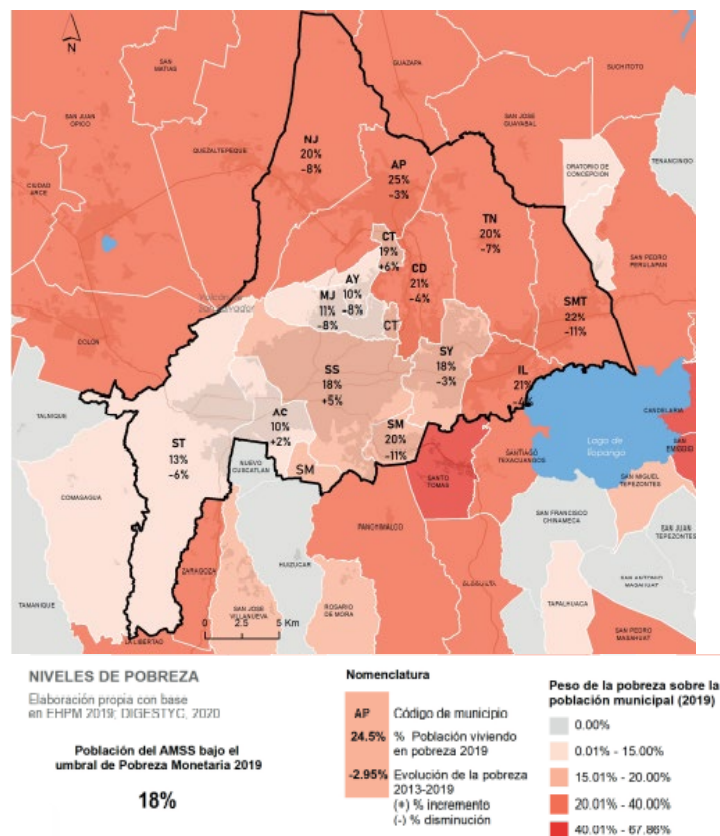 N
SAN
MATIAS
GUAZAPA
SUCHITOTO
SAN JUAN
OPICO
SAN JOSE
GUAYABAL
NJ
20%
-8%
QUEZALTEPEQUE
AP
25%
-3%
ORATORIO DE
CONCEPCIÓN
TENANCINGO
CIUDAD
ARCE
TN
20%
-7%
CT
19%
+6%
SAN PEDRO
PERULAPAN
AY
10%
-8%
CD
21%
-4%
MJ
11%
-8%
SMT
22%
-11%
CT
COLÓN
SY
18%
-3%
SS
18%
+5%
IL
21%
CANDELARIA
TALNIQUE
AC
10%
+2%
SM
20%
-11%
ST
13%
-6%
Lago de
Ilopango
SAN
SANTIAGO
TEXACUANGOS
NUEVO
CUSCATLAN
SM
SANTO
TOMAS
SAN MIGUEL
TEPEZONTES
COMASAGUA
SAN FRANCISCO
CHINAMECA
PANCHIMALCO
SAN JUAN
TEPEZONTES
HUIZUCAR
ZARAGOZA
SAN ANTONIO
MASAHUAT
TAMANIQUE
SAN JOSE
VILLANUEVA
ROSARIO
DE MORA
OLOCUILTA
TAPALHUACA
0 2.5 5 Km
LA LIBERTAD
SAN PEDRO
MASAHUAT
NIVELES DE POBREZA
Elaboración propia con base
en EHPM 2019; DIGESTYC, 2020
Población del AMSS bajo el
umbral de Pobreza Monetaria 2019
18%
Nomenclatura
AP Código de municipio
24.5% % Población viviendo
en pobreza 2019
-2.95% Evolución de la pobreza
2013-2019
(+) % incremento
(-) % disminución
Peso de la pobreza sobre la
población municipal (2019)
0.00%
0.01% - 15.00%
15.01% - 20.00%
20.01% - 40.00%
40.01% - 67.86%